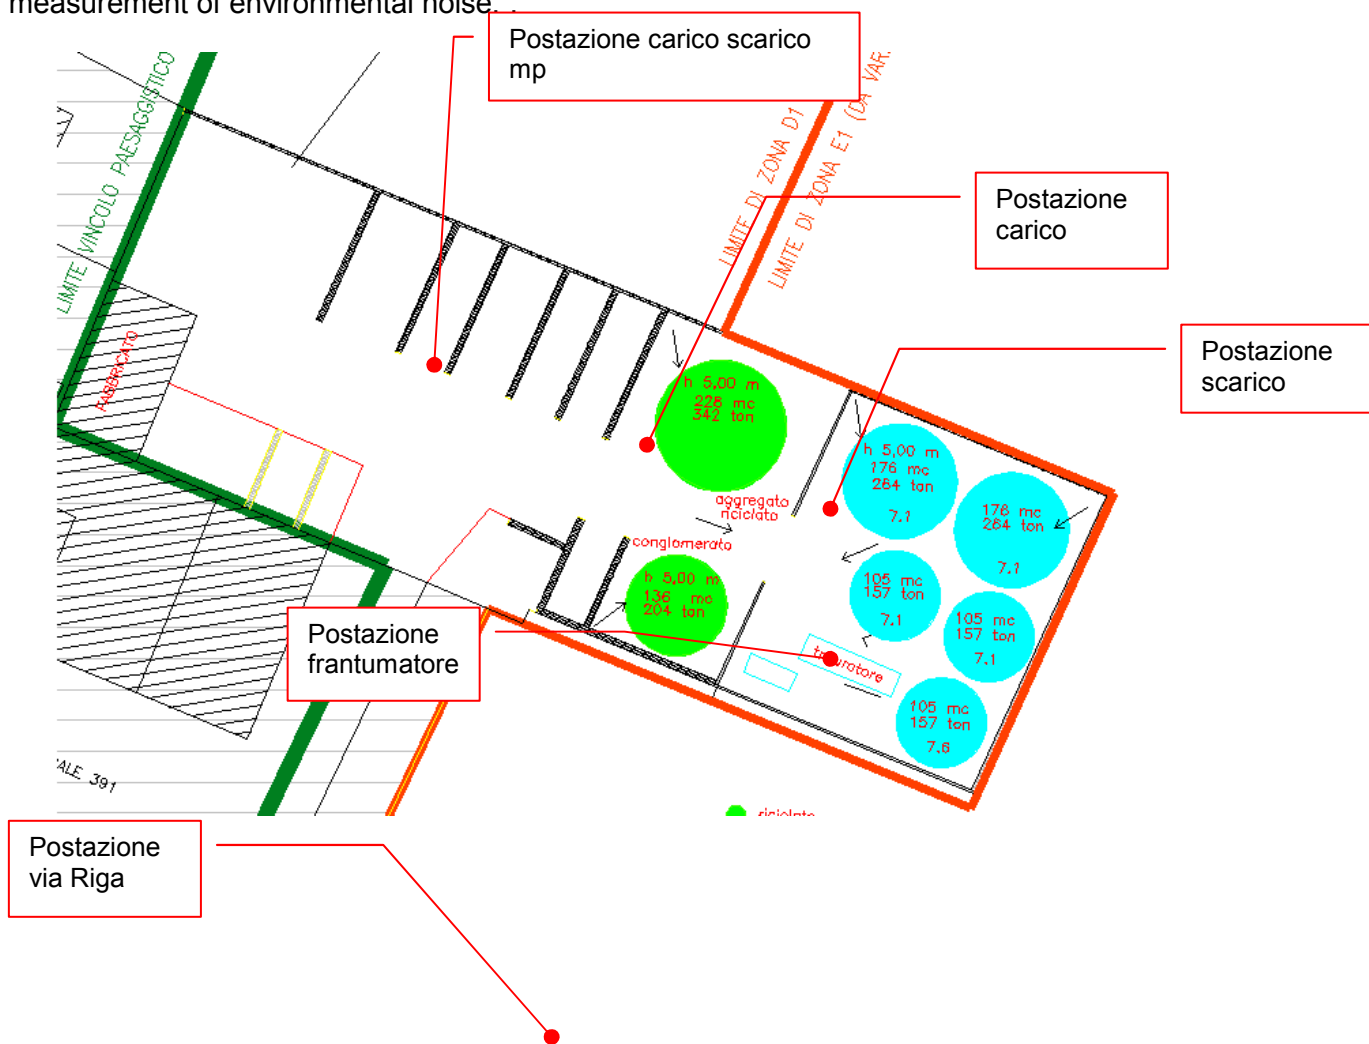 measurement of environmental noise. .
Postazione carico scarico
mp
LIMITE VINCOLO PAESAGGISTICO
LIMITE DI ZONA D1
LIMITE DI ZONA E1 (DA VAR.
Postazione
carico
Postazione
scarico
FABBRICATO
h 5,00 m
228 mc
342 ton
aggregato
riciclato
h 5,00 m
176 mc
264 ton
7.1
176 mc
264 ton
7.1
conglomerato
h 5,00 m
136 mc
204 ton
105 mc
157 ton
7.1
105 mc
157 ton
7.1
Postazione
frantumatore
105 mc
157 ton
7.6
ALE 391
riciclato
Postazione
via Riga